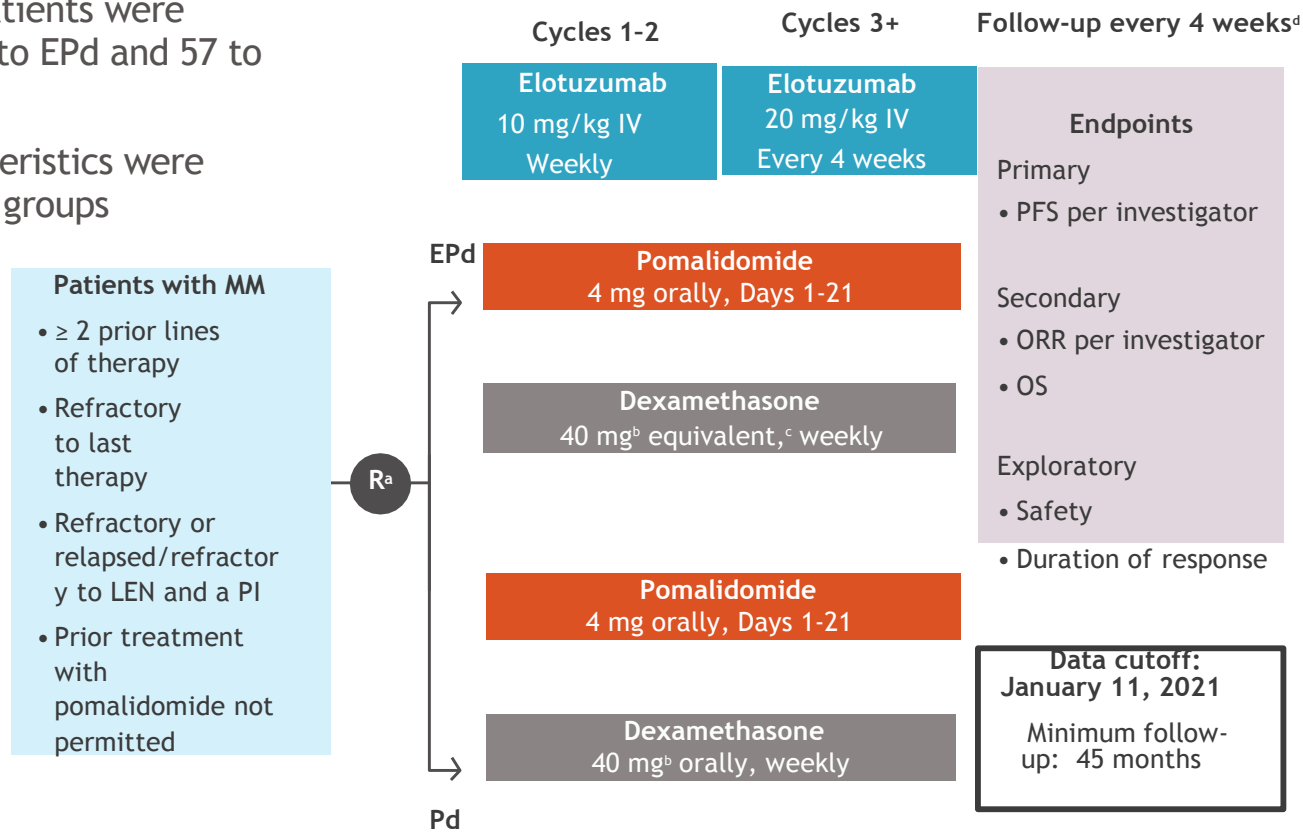 atients were
to EPd and 57 to
eristics were
groups
Cycles 1–2
Cycles 3+
Follow-up every 4 weeksᵈ
Elotuzumab
10 mg/kg IV
Weekly
Elotuzumab
20 mg/kg IV
Every 4 weeks
Endpoints
Primary
• PFS per investigator
Secondary
• ORR per investigator
• OS
Exploratory
• Safety
• Duration of response
Patients with MM
• ≥ 2 prior lines
of therapy
• Refractory
to last
therapy
• Refractory or
relapsed/refractor
y to LEN and a PI
• Prior treatment
with
pomalidomide not
permitted
Rᵃ
EPd
Pomalidomide
4 mg orally, Days 1-21
Dexamethasone
40 mgᵇ equivalent,ᶜ weekly
Pomalidomide
4 mg orally, Days 1-21
Dexamethasone
40 mgᵇ orally, weekly
Pd
Data cutoff:
January 11, 2021
Minimum follow-
up: 45 months